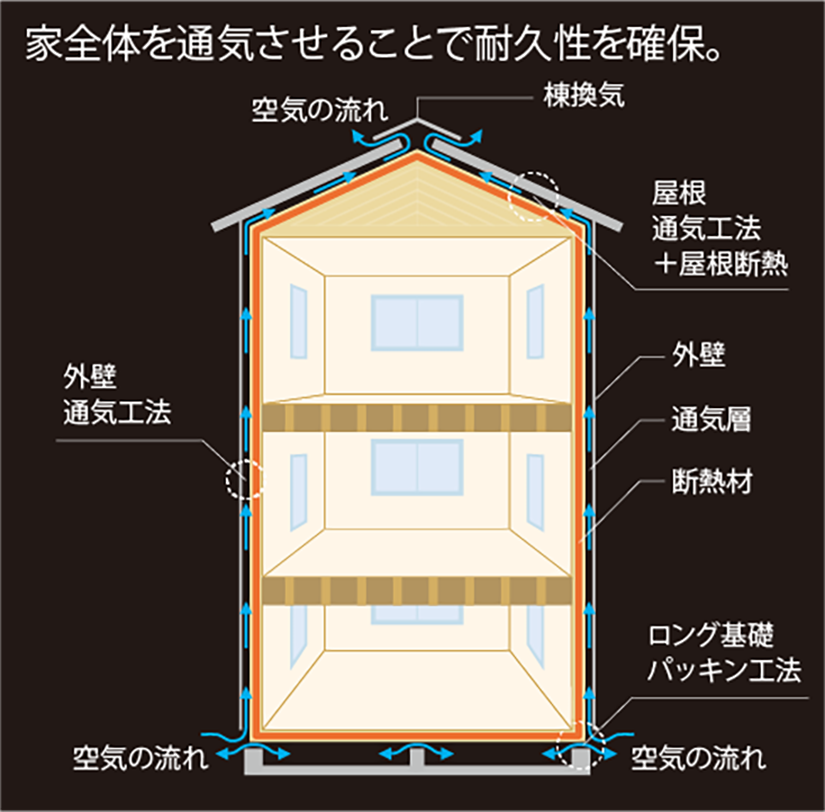 家全体を通気させることで耐久性を確保。
空気の流れ
棟換気
屋根
通気工法
＋屋根断熱
外壁
外壁
通気工法
通気層
断熱材
ロング基礎
パッキン工法
空気の流れ
空気の流れ